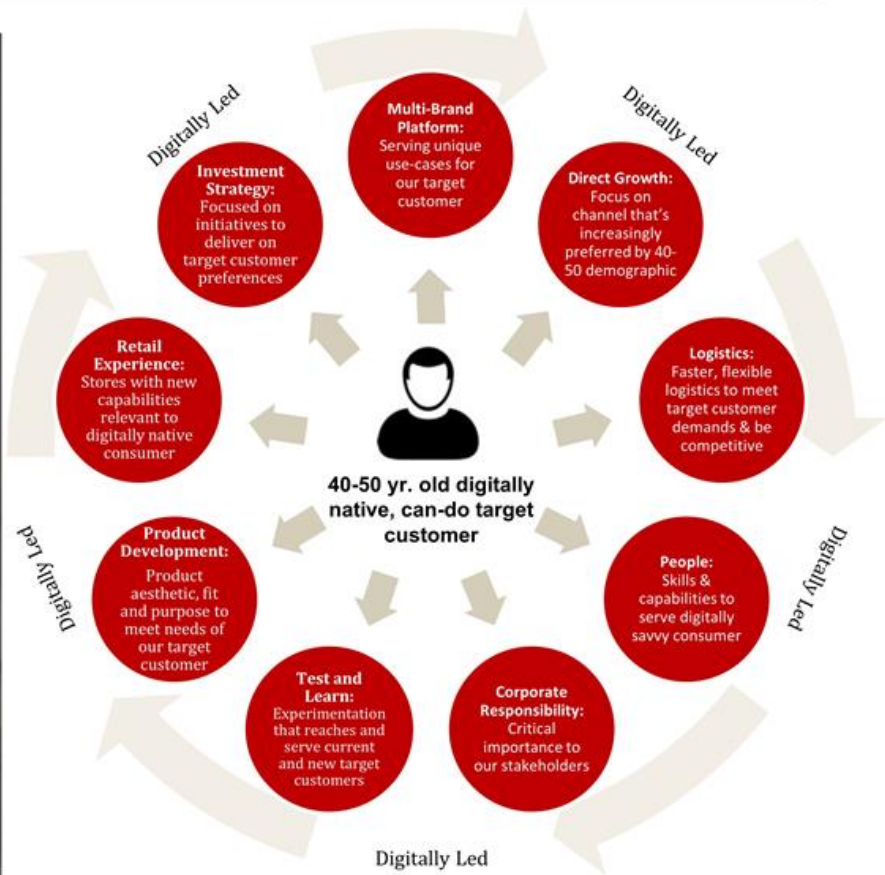 Digitally Led
Digitally Led
Multi-Brand
Platform:
Serving unique
use-cases for
our target
customer
Direct Growth:
Focus on
channel that's
increasingly
preferred by 40-
50 demographic
Logistics:
Faster, flexible
logistics to meet
target customer
demands & be
competitive
People:
Skills &
capabilities to
serve digitally
savvy consumer
Digitally Led
Corporate
Responsibility:
Critical
importance to
our stakeholders
Test and
Learn:
Experimentation
that reaches and
serve current
and new target
customers
Product
Development:
Product
aesthetic, fit
and purpose to
meet needs of
our target
customer
Digitally Led
Retail
Experience:
Stores with new
capabilities
relevant to
digitally native
consumer
Investment
Strategy:
Focused on
initiatives to
deliver on
target customer
preferences
40-50 yr. old digitally
native, can-do target
customer
Digitally Led